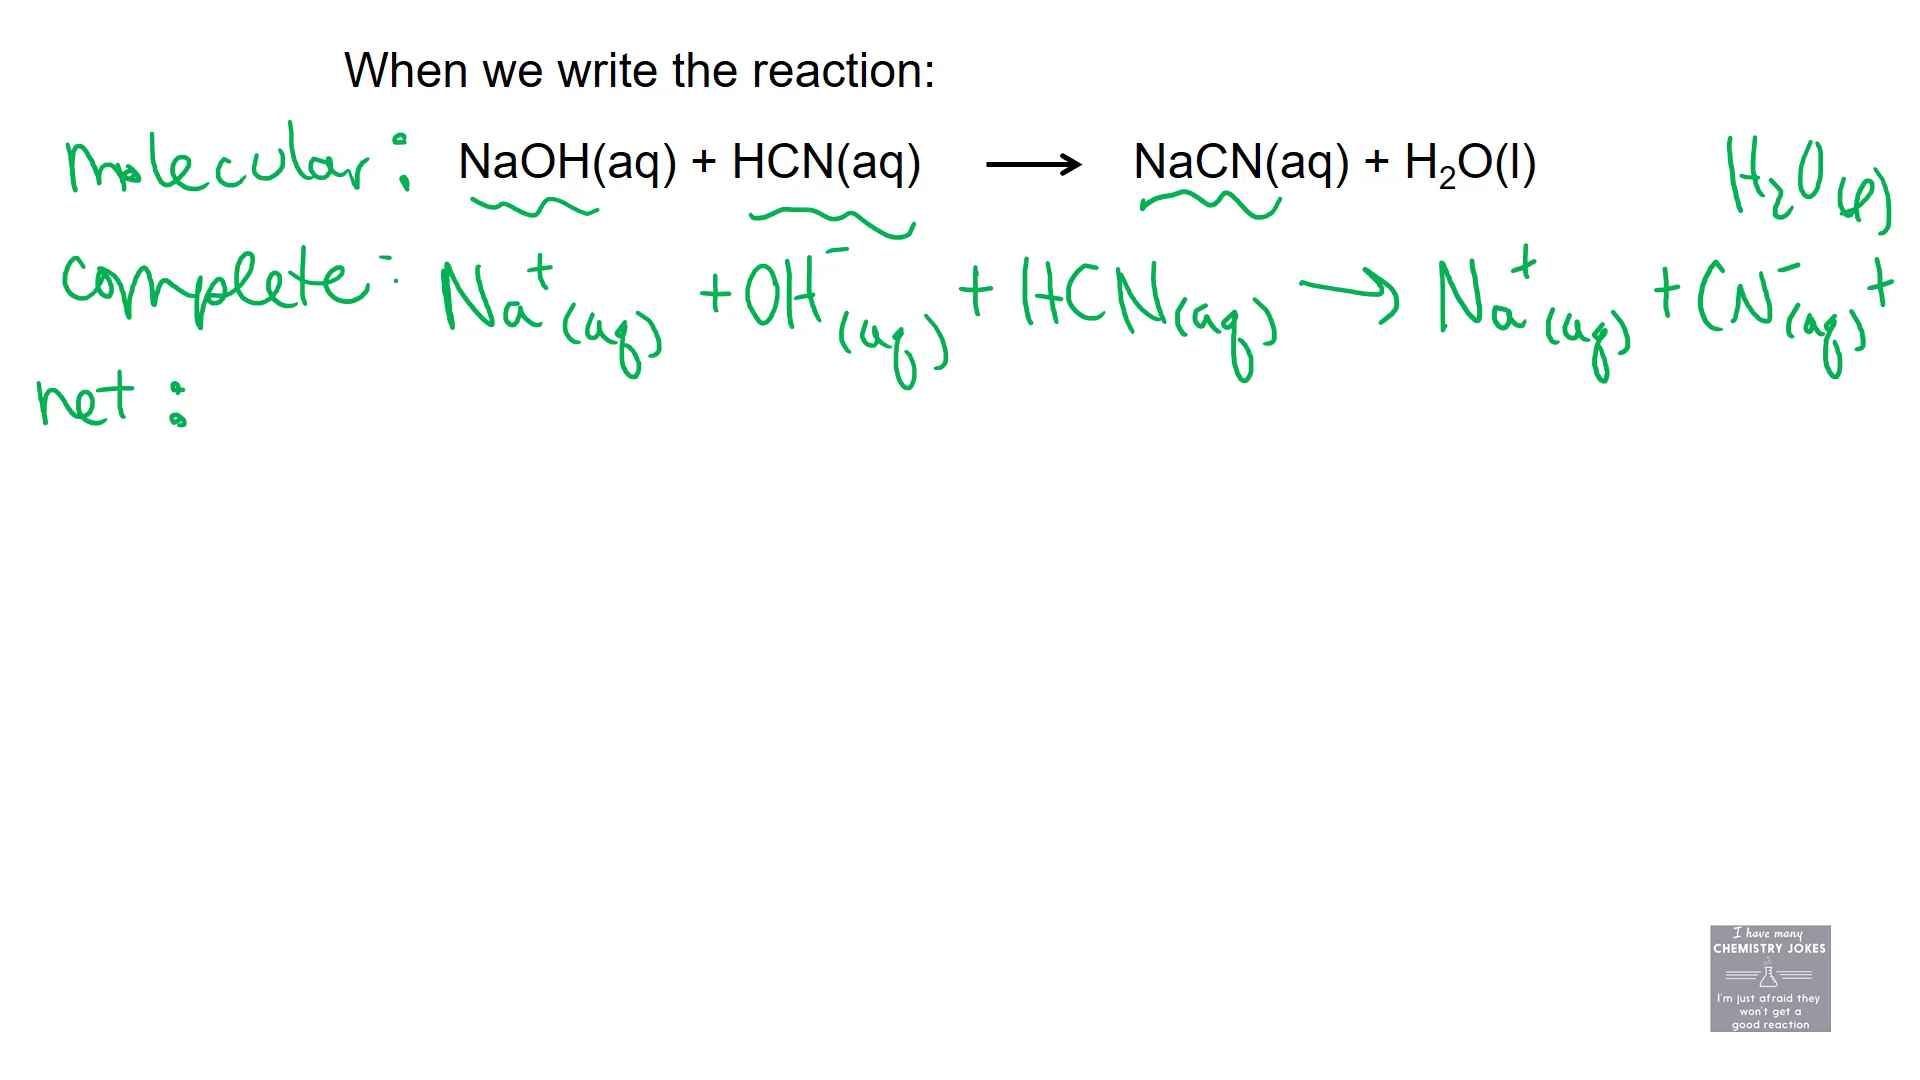 When we write the reaction:
molecular: NaOH(aq) + HCN(aq) ⟶ NaCN(aq) + H₂O(l)
complete: Na⁺(aq) + OH⁻(aq) + HCN(aq) → Na⁺(aq) + CN⁻(aq) + H₂O(l)
net:
I have many
CHEMISTRY JOKES
I'm just afraid they
won't get a
good reaction